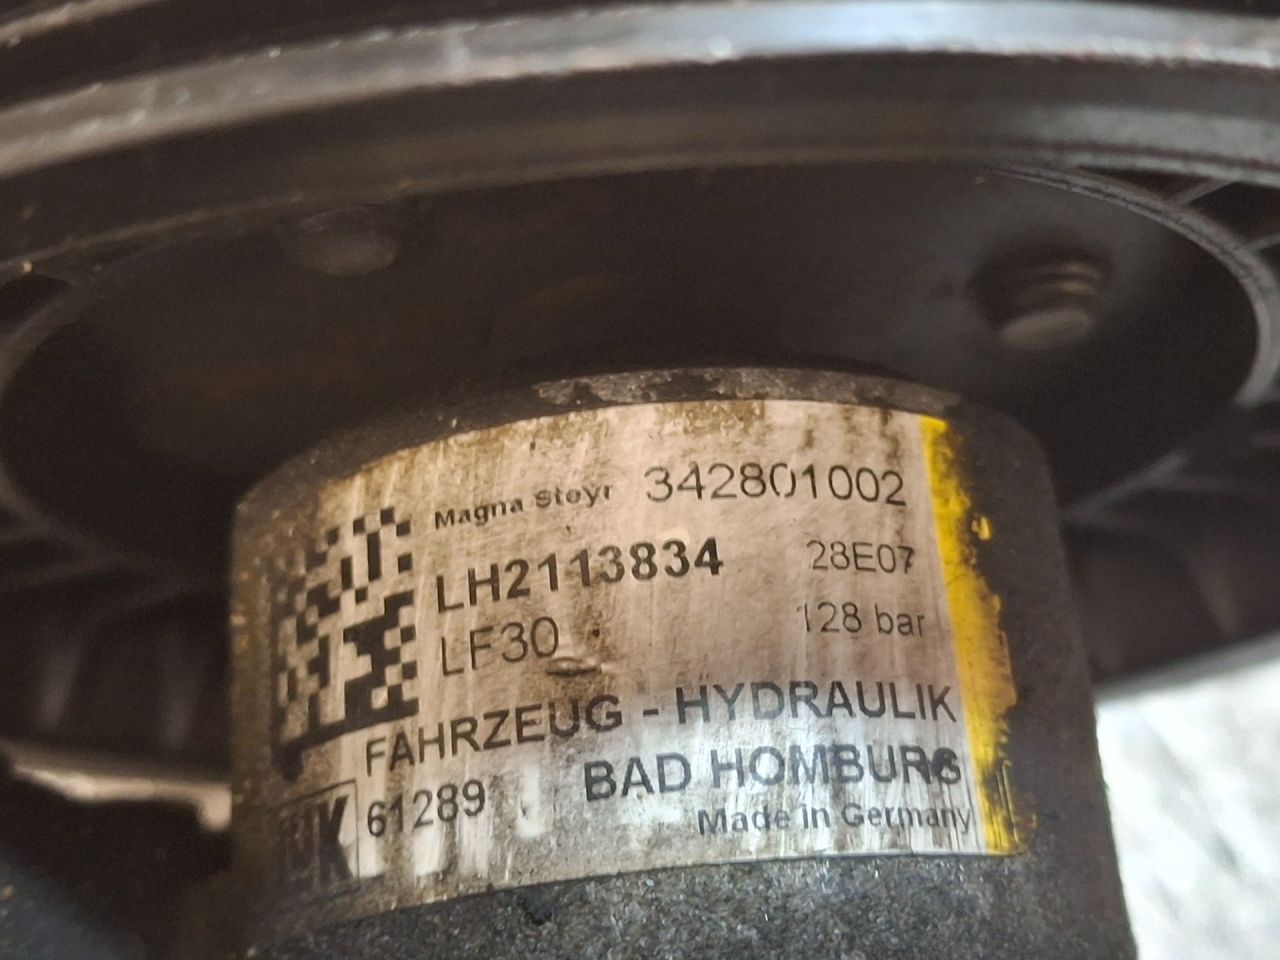 Magna Steyr 342801002
LH2113834 28E07
LF30 128 bar
FAHRZEUG - HYDRAULIK
61289 BAD HOMBURG
Made in Germany